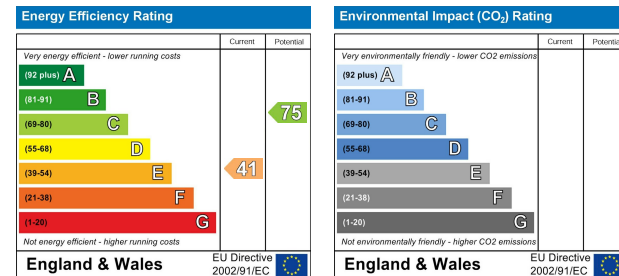 Energy Efficiency Rating
Current Potential
Very energy efficient - lower running costs
(92 plus) A
(81-91) B
(69-80) C
75
(55-68) D
(39-54) E
41
(21-38) F
(1-20) G
Not energy efficient - higher running costs
England & Wales
EU Directive
2002/91/EC
Environmental Impact (CO₂) Rating
Current Potentia
Very environmentally friendly - lower CO2 emissions
(92 plus) A
(81-91) B
(69-80) C
(55-68) D
(39-54) E
(21-38) F
(1-20) G
Not environmentally friendly - higher CO2 emissions
England & Wales
EU Directive
2002/91/EC